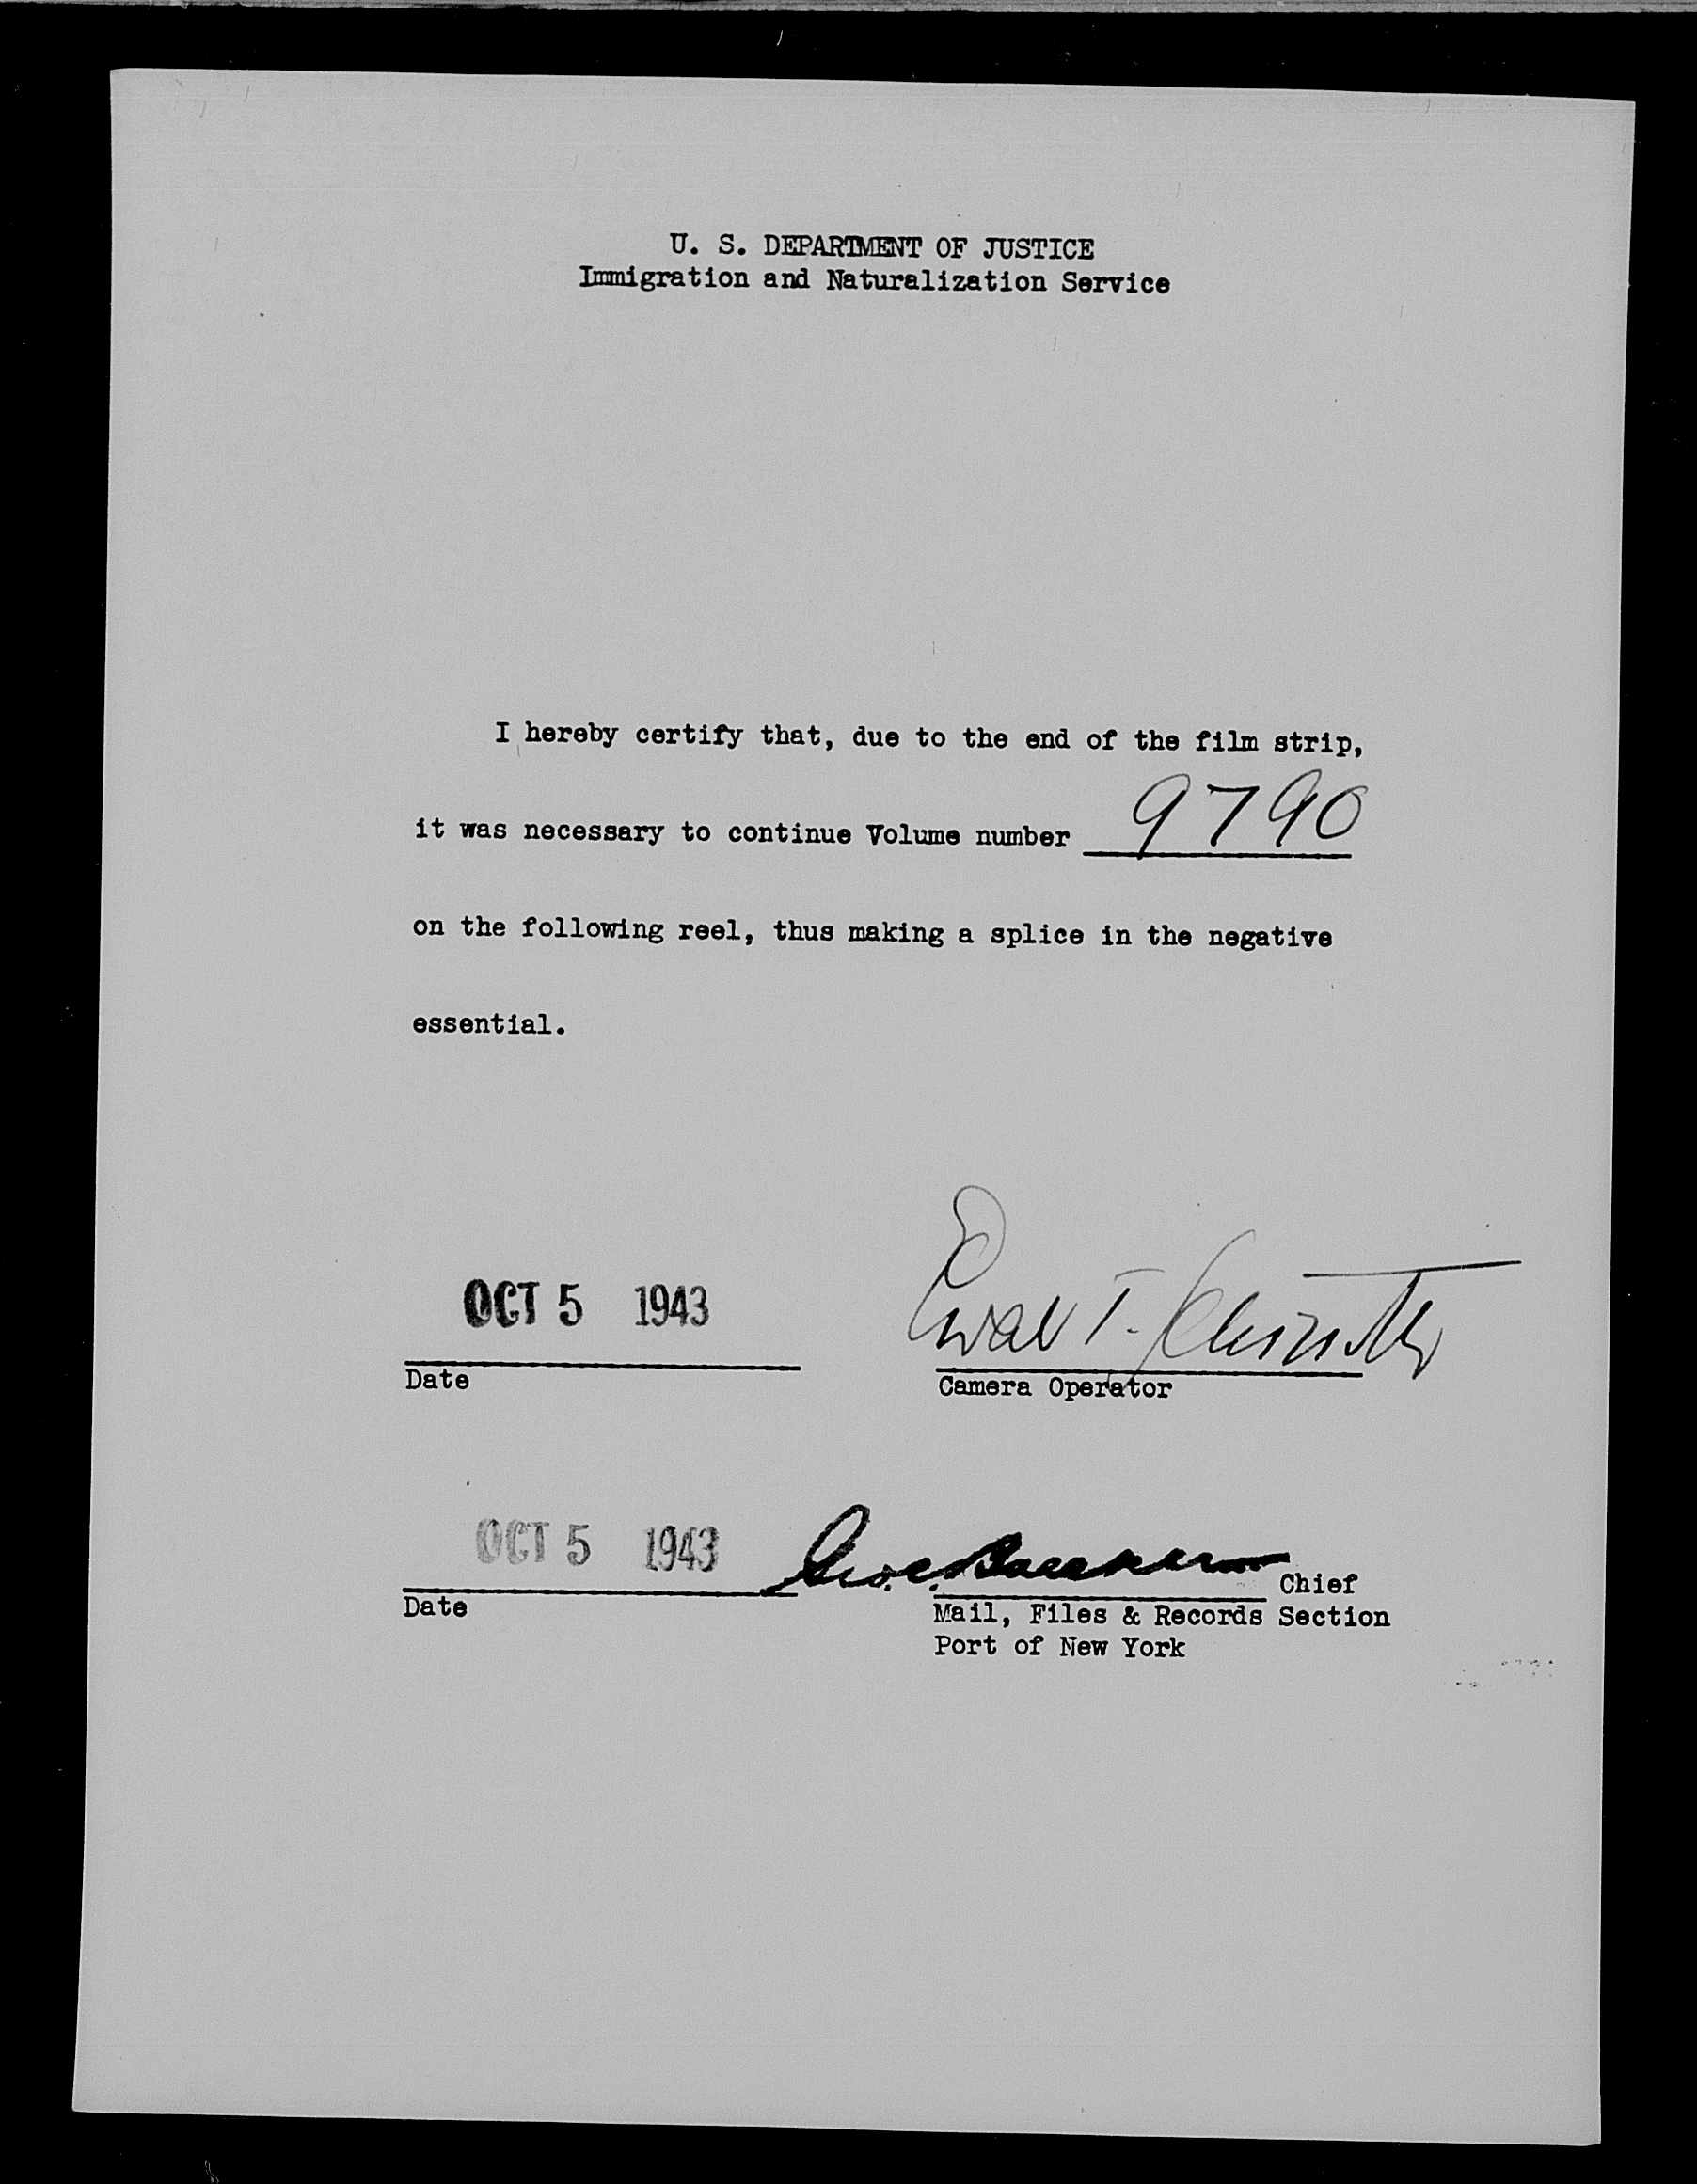 U. S. DEPARTMENT OF JUSTICE
Immigration and Naturalization Service
I hereby certify that, due to the end of the film strip,
it was necessary to continue Volume number 9790
on the following reel, thus making a splice in the negative
essential.
OCT 5 1943
Date
Camera Operator
OCT 5 1943
Chief
Date
Mail, Files & Records Section
Port of New York